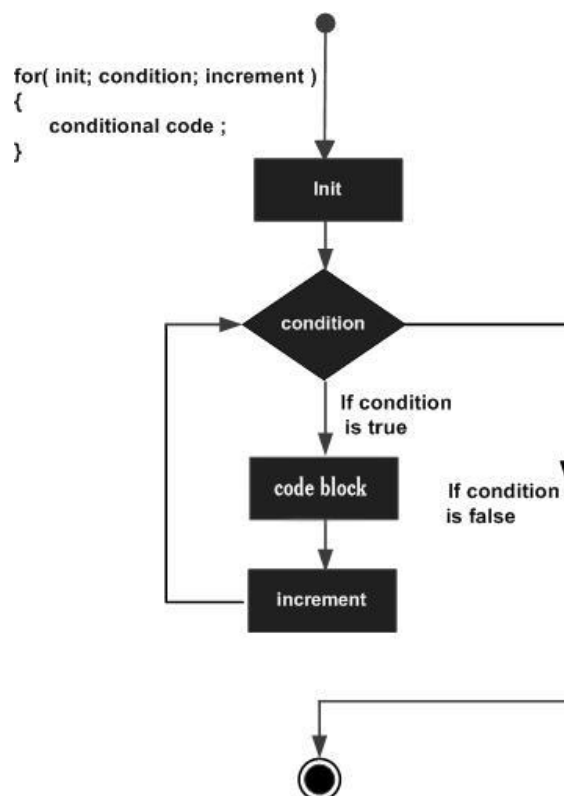 for( init; condition; increment )
{
conditional code ;
}
Init
condition
If condition
is true
code block
If condition
is false
increment